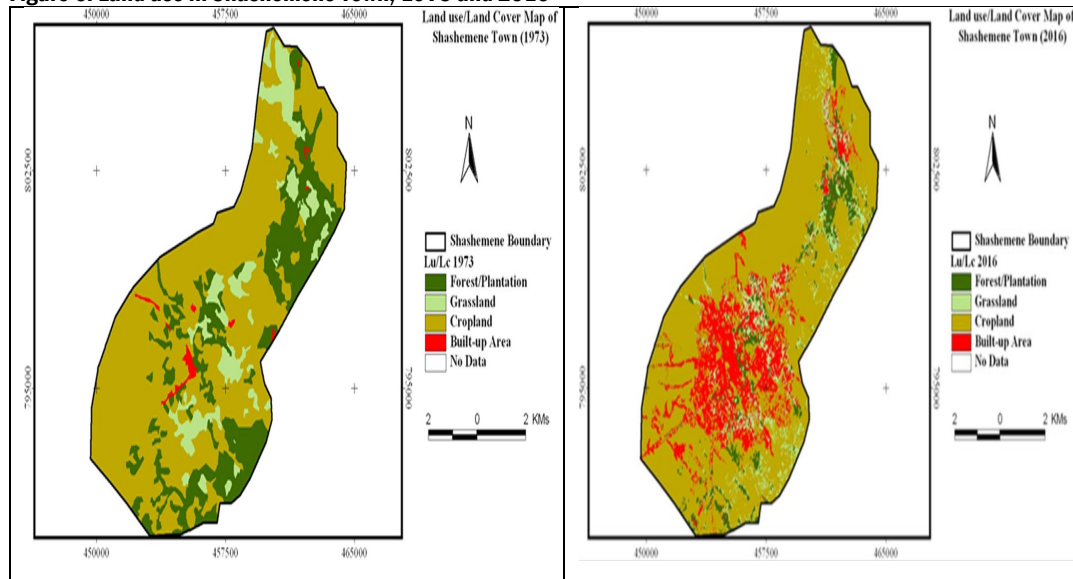 Land use/Land Cover Map of
Shashemene Town (1973)
N
802500
802500
795000
795000
Shashemene Boundary
Lu/Lc 1973
Forest/Plantation
Grassland
Cropland
Built-up Area
No Data
2 0 2 KMs
450000 457500 465000
Land use/Land Cover Map of
Shashemene Town (2016)
N
802500
795000
Shashemene Boundary
Lu/Lc 2016
Forest/Plantation
Grassland
Cropland
Built-up Area
No Data
2 0 2 KMs
450000 457500 465000